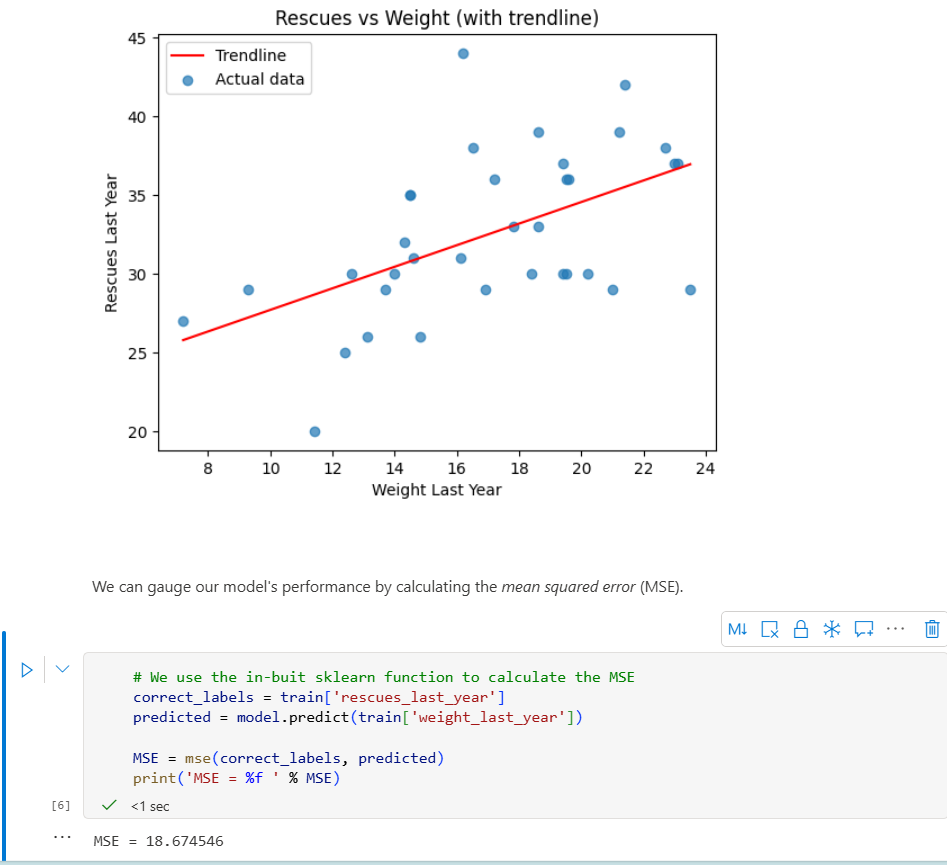 Rescues vs Weight (with trendline)
Trendline
Actual data
45
40
35
30
25
20
Rescues Last Year
8 10 12 14 16 18 20 22 24
Weight Last Year
We can gauge our model's performance by calculating the mean squared error (MSE).
M↓
# We use the in-buit sklearn function to calculate the MSE
correct_labels = train['rescues_last_year']
predicted = model.predict(train['weight_last_year'])
MSE = mse(correct_labels, predicted)
print('MSE = %f ' % MSE)
[6] <1 sec
MSE = 18.674546